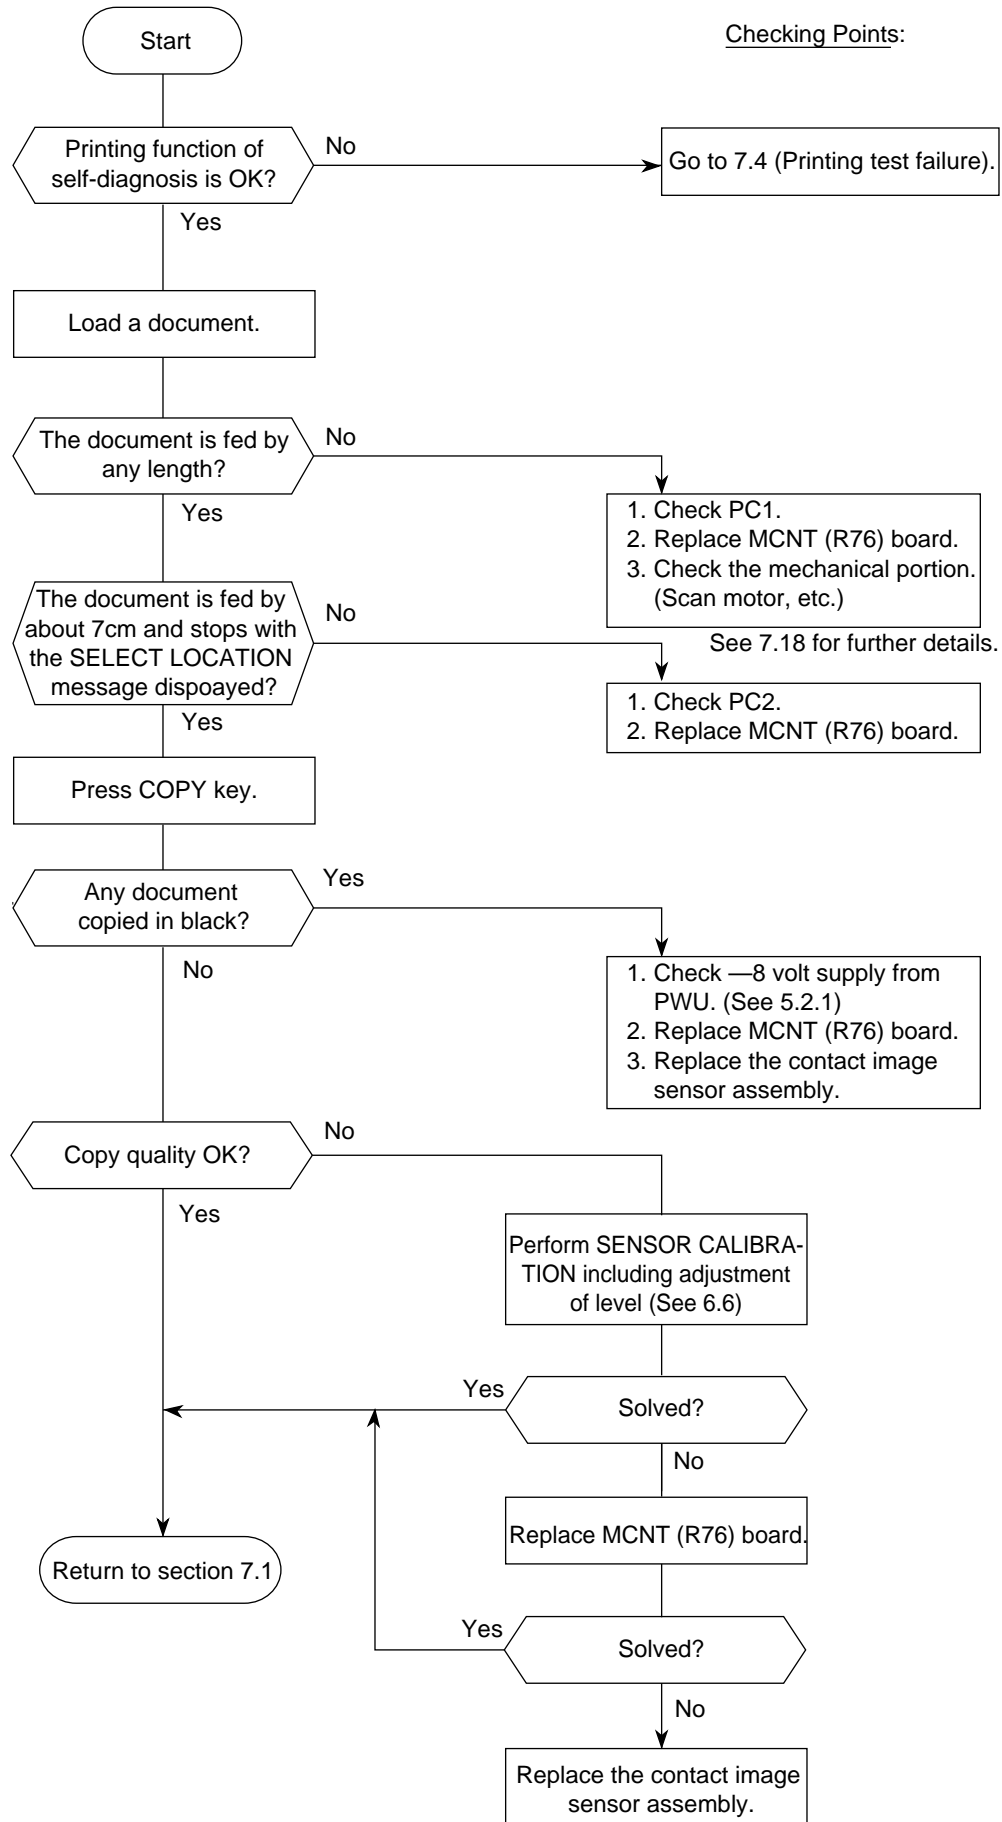 Start
Checking Points:
Printing function of
self-diagnosis is OK?
No
Go to 7.4 (Printing test failure).
Yes
Load a document.
The document is fed by
any length?
No
Yes
1. Check PC1.
2. Replace MCNT (R76) board.
3. Check the mechanical portion.
(Scan motor, etc.)
See 7.18 for further details.
The document is fed by
about 7cm and stops with
the SELECT LOCATION
message dispoayed?
No
Yes
1. Check PC2.
2. Replace MCNT (R76) board.
Press COPY key.
Any document
copied in black?
Yes
No
1. Check —8 volt supply from
PWU. (See 5.2.1)
2. Replace MCNT (R76) board.
3. Replace the contact image
sensor assembly.
Copy quality OK?
No
Yes
Perform SENSOR CALIBRA-
TION including adjustment
of level (See 6.6)
Yes
Solved?
No
Replace MCNT (R76) board.
Return to section 7.1
Yes
Solved?
No
Replace the contact image
sensor assembly.